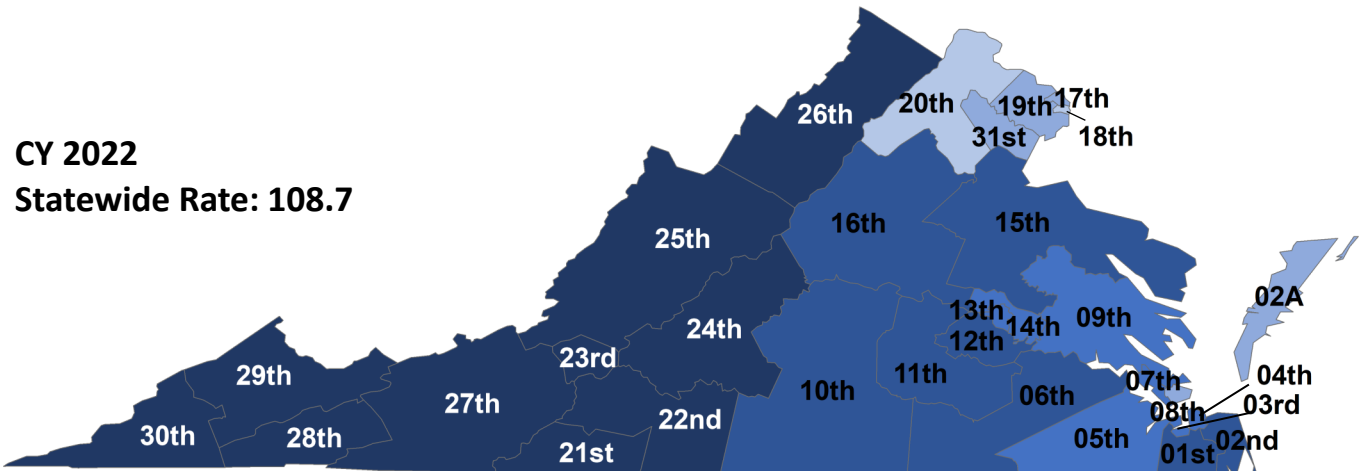 CY 2022
Statewide Rate: 108.7
20th
19th
17th
26th
31st
18th
16th
15th
25th
02A
13th
09th
24th
14th
12th
23rd
29th
11th
07th
04th
10th
06th
27th
08th
03rd
22nd
30th
28th
05th
02nd
21st
01st